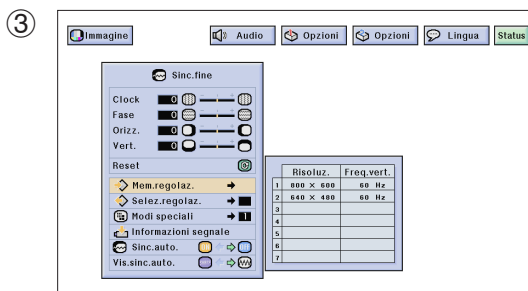 ③
Immagine Audio Opzioni Opzioni Lingua Status
Sinc.fine
Clock 0
Fase 0
Orizz. 0
Vert. 0
Reset
Mem.regolaz.
Selez.regolaz.
Modi speciali 1
Informazioni segnale
Sinc.auto.
Vis.sinc.auto.
Risoluz. Freq.vert.
1 800 × 600 60 Hz
2 640 × 480 60 Hz
3
4
5
6
7